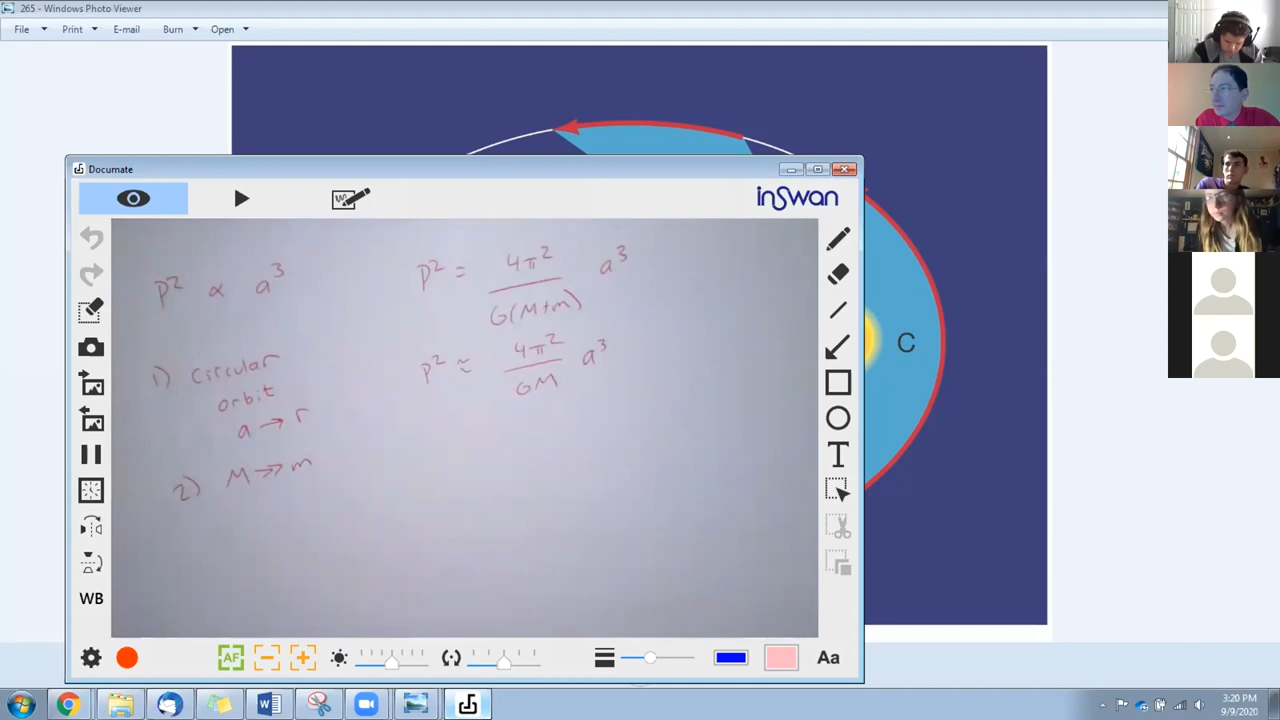 265 - Windows Photo Viewer
File Print E-mail Burn Open
Documate
inSwan
P² ∝ a³
1) circular
orbit
a → r
2) M >> m
P² = 4π² / G(M+m) a³
P² ≈ 4π² / GM a³
C
WB
AF
T
Aa
3:20 PM
9/9/2020